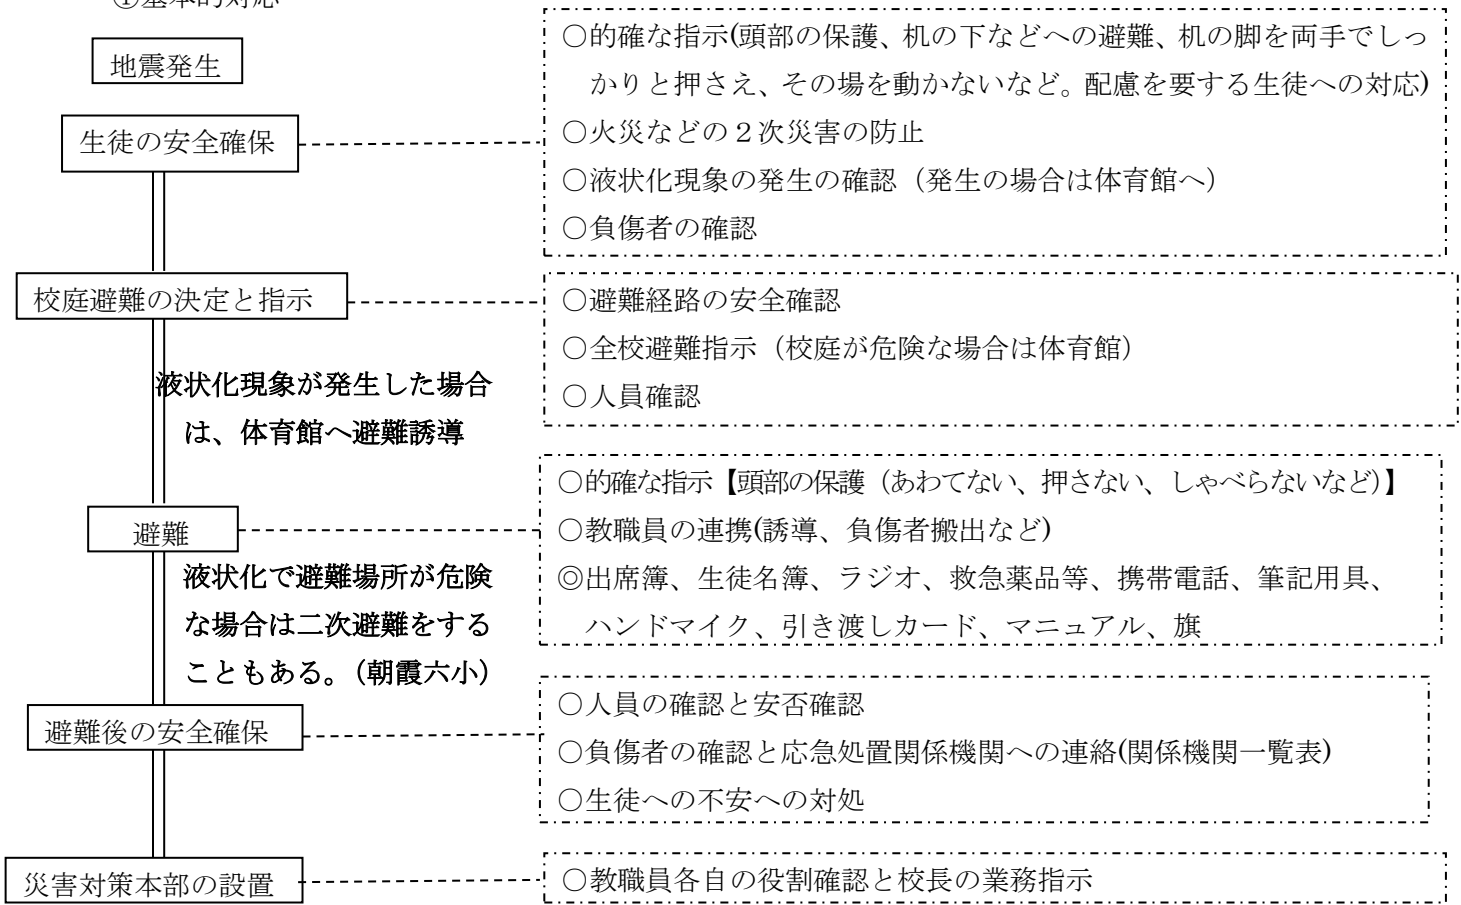 ①基本的対応
地震発生
○的確な指示(頭部の保護、机の下などへの避難、机の脚を両手でしっ
かりと押さえ、その場を動かないなど。配慮を要する生徒への対応)
生徒の安全確保
○火災などの２次災害の防止
○液状化現象の発生の確認（発生の場合は体育館へ）
○負傷者の確認
校庭避難の決定と指示
○避難経路の安全確認
○全校避難指示（校庭が危険な場合は体育館）
○人員確認
液状化現象が発生した場合
は、体育館へ避難誘導
○的確な指示【頭部の保護（あわてない、押さない、しゃべらないなど)】
避難
○教職員の連携(誘導、負傷者搬出など)
◎出席簿、生徒名簿、ラジオ、救急薬品等、携帯電話、筆記用具、
ハンドマイク、引き渡しカード、マニュアル、旗
液状化で避難場所が危険
な場合は二次避難をする
こともある。（朝霞六小）
避難後の安全確保
○人員の確認と安否確認
○負傷者の確認と応急処置関係機関への連絡(関係機関一覧表)
○生徒への不安への対処
災害対策本部の設置
○教職員各自の役割確認と校長の業務指示